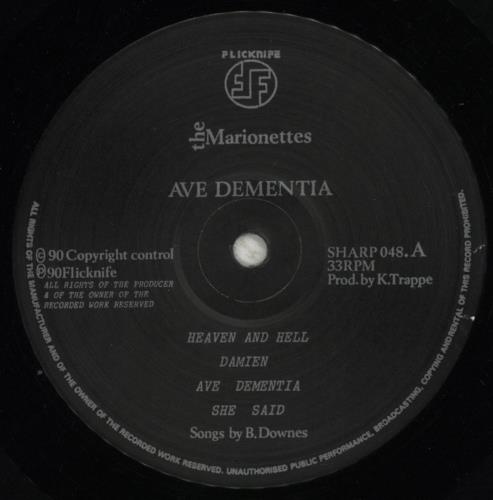 FLICKNIFE
the Marionettes
AVE DEMENTIA
© 90 Copyright control
℗ 90 Flicknife
ALL RIGHTS OF THE PRODUCER
& OF THE OWNER OF THE
RECORDED WORK RESERVED
SHARP 048. A
33RPM
Prod. by K. Trappe
HEAVEN AND HELL
DAMIEN
AVE DEMENTIA
SHE SAID
Songs by B. Downes
ALL RIGHTS OF THE MANUFACTURER AND OF THE OWNER OF THE RECORDED WORK RESERVED. UNAUTHORISED PUBLIC PERFORMANCE, BROADCASTING, COPYING AND RENTAL OF THIS RECORD PROHIBITED.